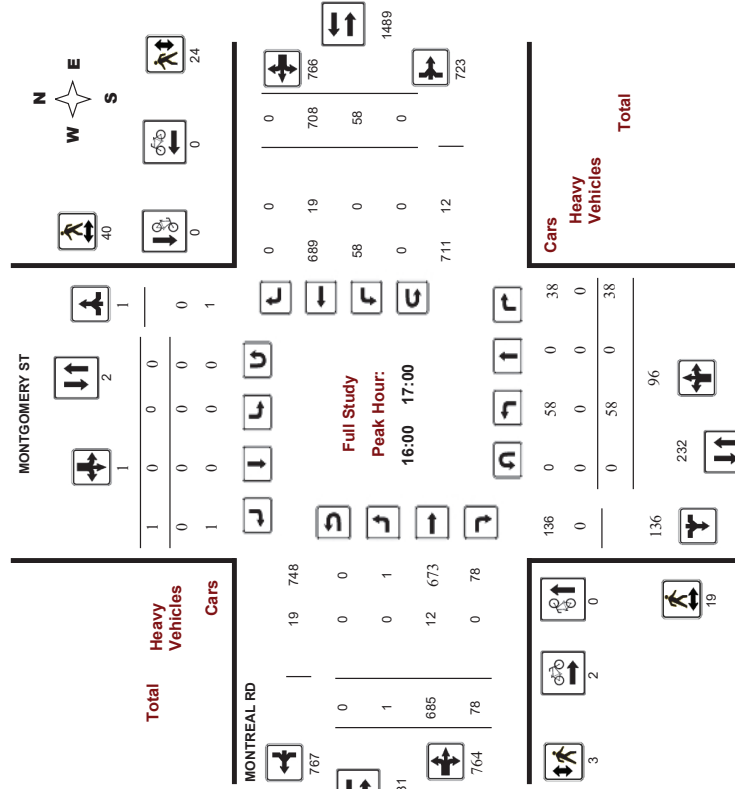 MONTGOMERY ST
N
W E
S
40
0
0
24
1
2
1
1 0 0 0
0 0 0 0 0
1 0 0 0 1
Total
Heavy
Vehicles
Cars
1489
766
723
0 0 0
689 19 708
58 0 58
0 0 0
711 12
Full Study
Peak Hour:
16:00 17:00
MONTREAL RD
767
19 748
0 0 0
1 0 1
685 12 673
78 0 78
764
Cars
Heavy
Vehicles
Total
136 0 58 0 38
0 0 0 0 0
0 58 0 38
136
232
96
3
2
0
19